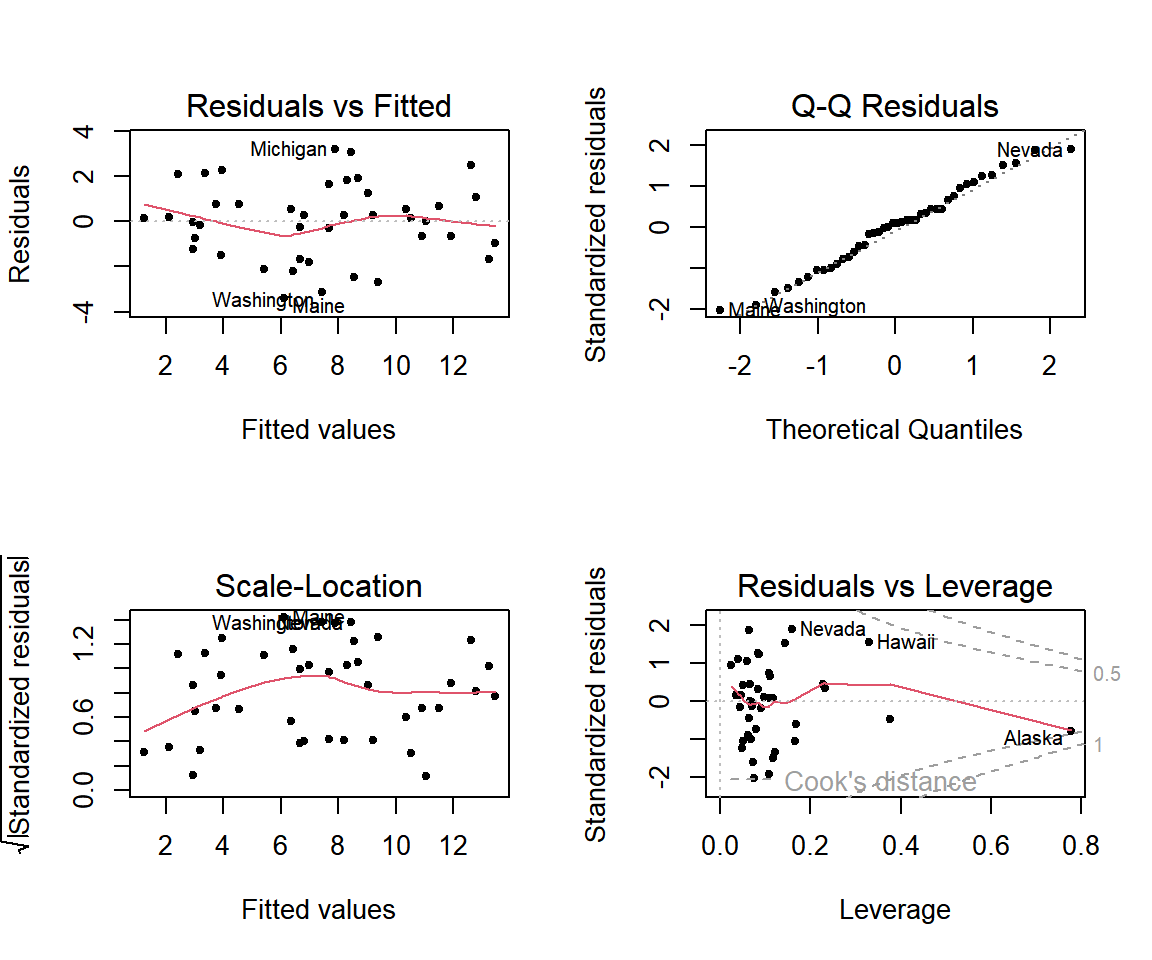 Residuals vs Fitted
Residuals
4
2
0
-4
Michigan
Washington
Maine
2 4 6 8 10 12
Fitted values
Q-Q Residuals
Standardized residuals
2
1
0
-2
Nevada
Maine
Washington
-2 -1 0 1 2
Theoretical Quantiles
Scale-Location
√|Standardized residuals|
1.2
0.6
0.0
Washington
Maine
Nevada
2 4 6 8 10 12
Fitted values
Residuals vs Leverage
Standardized residuals
2
1
0
-2
Nevada
Hawaii
Alaska
Cook's distance
0.5
1
0.0 0.2 0.4 0.6 0.8
Leverage